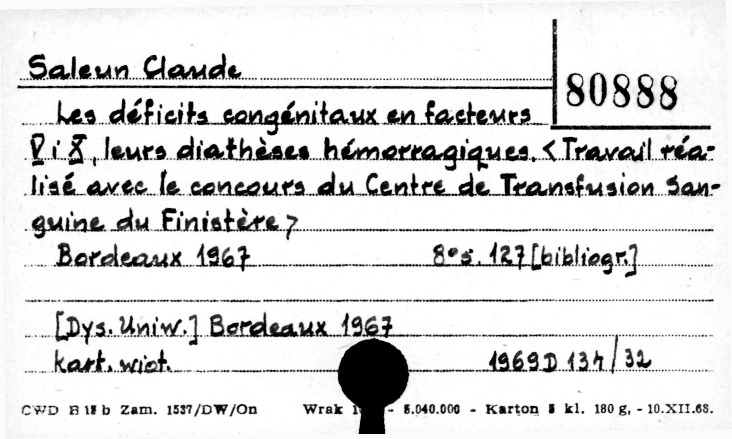 Saleun Claude
80888
Les déficits congénitaux en facteurs
V i X, leurs diathèses hémorragiques. <Travail réa-
lisé avec le concours du Centre de Transfusion San-
guine du Finistère>
Bordeaux 1967 8° s. 127 [bibliogr.]
[Dys. Uniw.] Bordeaux 1967
kart. wiot. 1969 D 134/32
CWD B 18 b Zam. 1537/DW/On Wrak - 5.040.000 - Karton 5 kl. 180 g, - 10.XII.68.